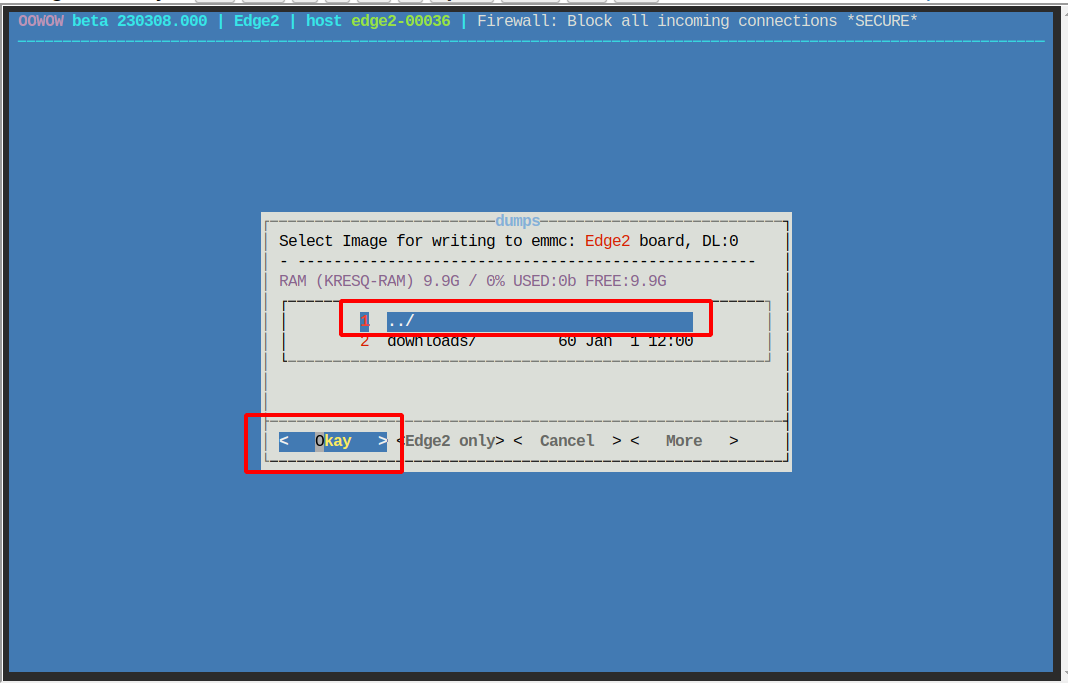 OOWOW beta 230308.000 | Edge2 | host edge2-00036 | Firewall: Block all incoming connections *SECURE*
dumps
Select Image for writing to emmc: Edge2 board, DL:0
- ---------------------------------------------------
RAM (KRESQ-RAM) 9.9G / 0% USED:0b FREE:9.9G
1 ../
2 downloads/ 60 Jan 1 12:00
< Okay > <Edge2 only> < Cancel > < More >